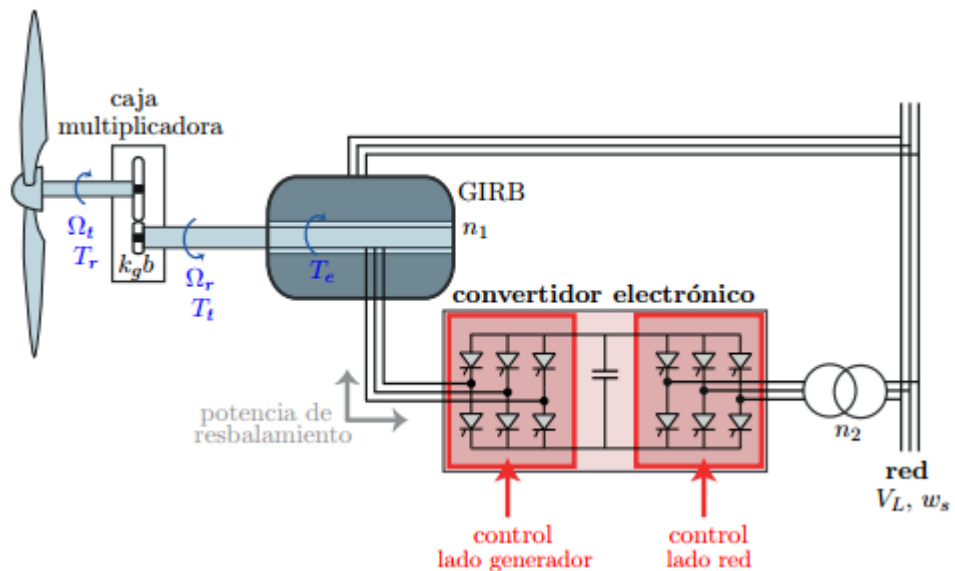 caja
multiplicadora
Ωt
Tr
kgb
Ωr
Tt
Te
GIRB
n1
convertidor electrónico
potencia de
resbalamiento
n2
red
VL, ws
control
lado generador
control
lado red